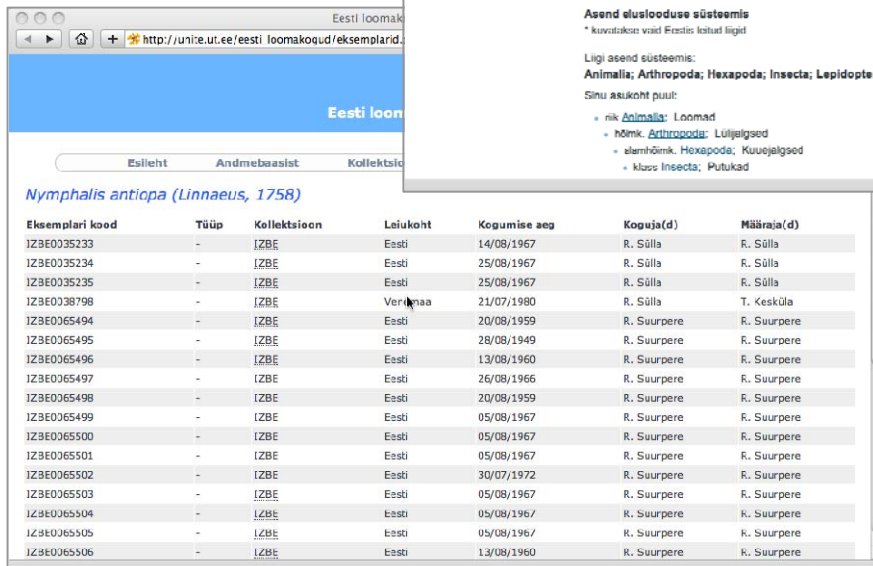 Eesti loomak
http://unite.ut.ee/eesti_loomakogud/eksemplarid.
Eesti loom
Esileht Andmebaasist Kollektsio
Asend eluslooduse süsteemis
* kuvatakse vaid Eestis leitud liigid
Liigi asend süsteemis:
Animalia; Arthropoda; Hexapoda; Insecta; Lepidopte
Sinu asukoht puul:
riik Animalia; Loomad
hõimk. Arthropoda; Lülijalgsed
alamhõimk. Hexapoda; Kuuejalgsed
klass Insecta; Putukad
Nymphalis antiopa (Linnaeus, 1758)
Eksemplari kood Tüüp Kollektsioon Leiukoht Kogumise aeg Koguja(d) Määraja(d)
IZBE0035233 - IZBE Eesti 14/08/1967 R. Sülla R. Sülla
IZBE0035234 - IZBE Eesti 25/08/1967 R. Sülla R. Sülla
IZBE0035235 - IZBE Eesti 25/08/1967 R. Sülla R. Sülla
IZBE0038798 - IZBE 21/07/1980 R. Sülla T. Kesküla
IZBE0065494 - IZBE Eesti 20/08/1959 R. Suurpere R. Suurpere
IZBE0065495 - IZBE Eesti 28/08/1949 R. Suurpere R. Suurpere
IZBE0065496 - IZBE Eesti 13/08/1960 R. Suurpere R. Suurpere
IZBE0065497 - IZBE Eesti 26/08/1966 R. Suurpere R. Suurpere
IZBE0065498 - IZBE Eesti 20/08/1959 R. Suurpere R. Suurpere
IZBE0065499 - IZBE Eesti 05/08/1967 R. Suurpere R. Suurpere
IZBE0065500 - IZBE Eesti 05/08/1967 R. Suurpere R. Suurpere
IZBE0065501 - IZBE Eesti 05/08/1967 R. Suurpere R. Suurpere
IZBE0065502 - IZBE Eesti 30/07/1972 R. Suurpere R. Suurpere
IZBE0065503 - IZBE Eesti 05/08/1967 R. Suurpere R. Suurpere
IZBE0065504 - IZBE Eesti 05/08/1967 R. Suurpere R. Suurpere
IZBE0065505 - IZBE Eesti 05/08/1967 R. Suurpere R. Suurpere
IZBE0065506 - IZBE Eesti 13/08/1960 R. Suurpere R. Suurpere